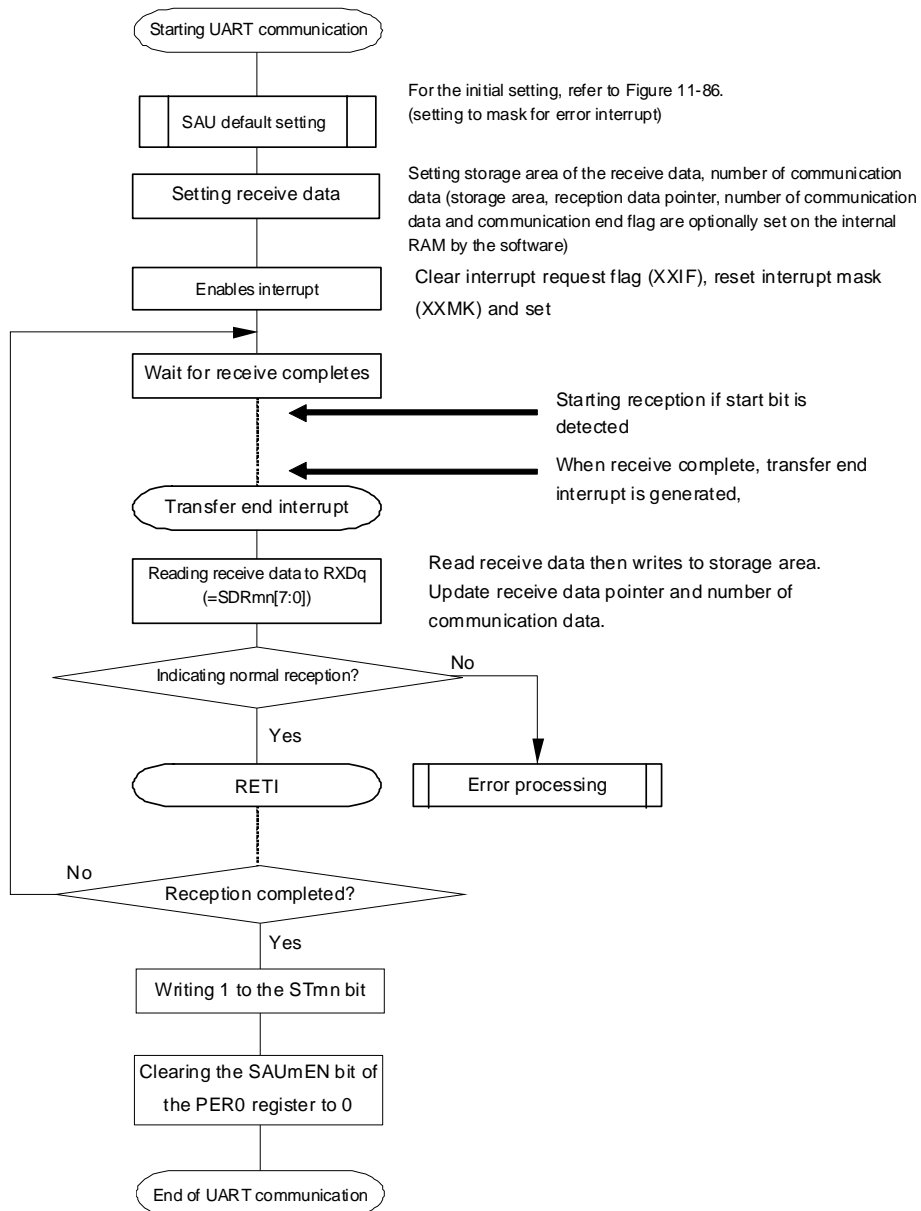 Starting UART communication
For the initial setting, refer to Figure 11-86.
(setting to mask for error interrupt)
SAU default setting
Setting storage area of the receive data, number of communication
data (storage area, reception data pointer, number of communication
data and communication end flag are optionally set on the internal
RAM by the software)
Setting receive data
Clear interrupt request flag (XXIF), reset interrupt mask
(XXMK) and set
Enables interrupt
Wait for receive completes
Starting reception if start bit is
detected
When receive complete, transfer end
interrupt is generated,
Transfer end interrupt
Reading receive data to RXDq
(=SDRmn[7:0])
Read receive data then writes to storage area.
Update receive data pointer and number of
communication data.
Indicating normal reception?
No
Yes
RETI
Error processing
No
Reception completed?
Yes
Writing 1 to the STmn bit
Clearing the SAUmEN bit of
the PER0 register to 0
End of UART communication